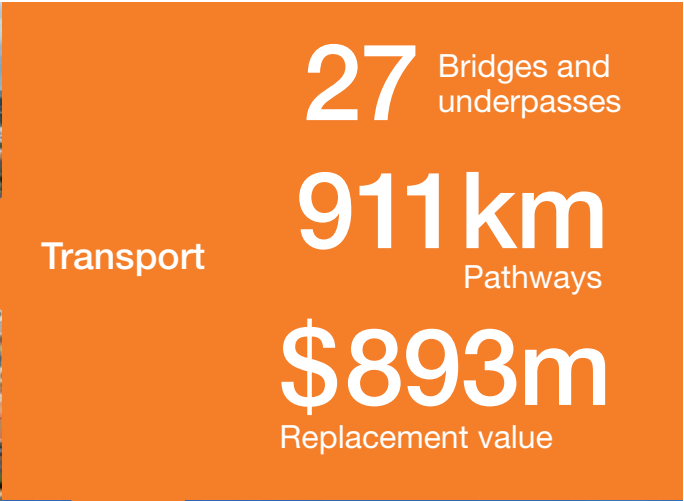 27 Bridges and
underpasses
911km
Pathways
Transport
$893m
Replacement value